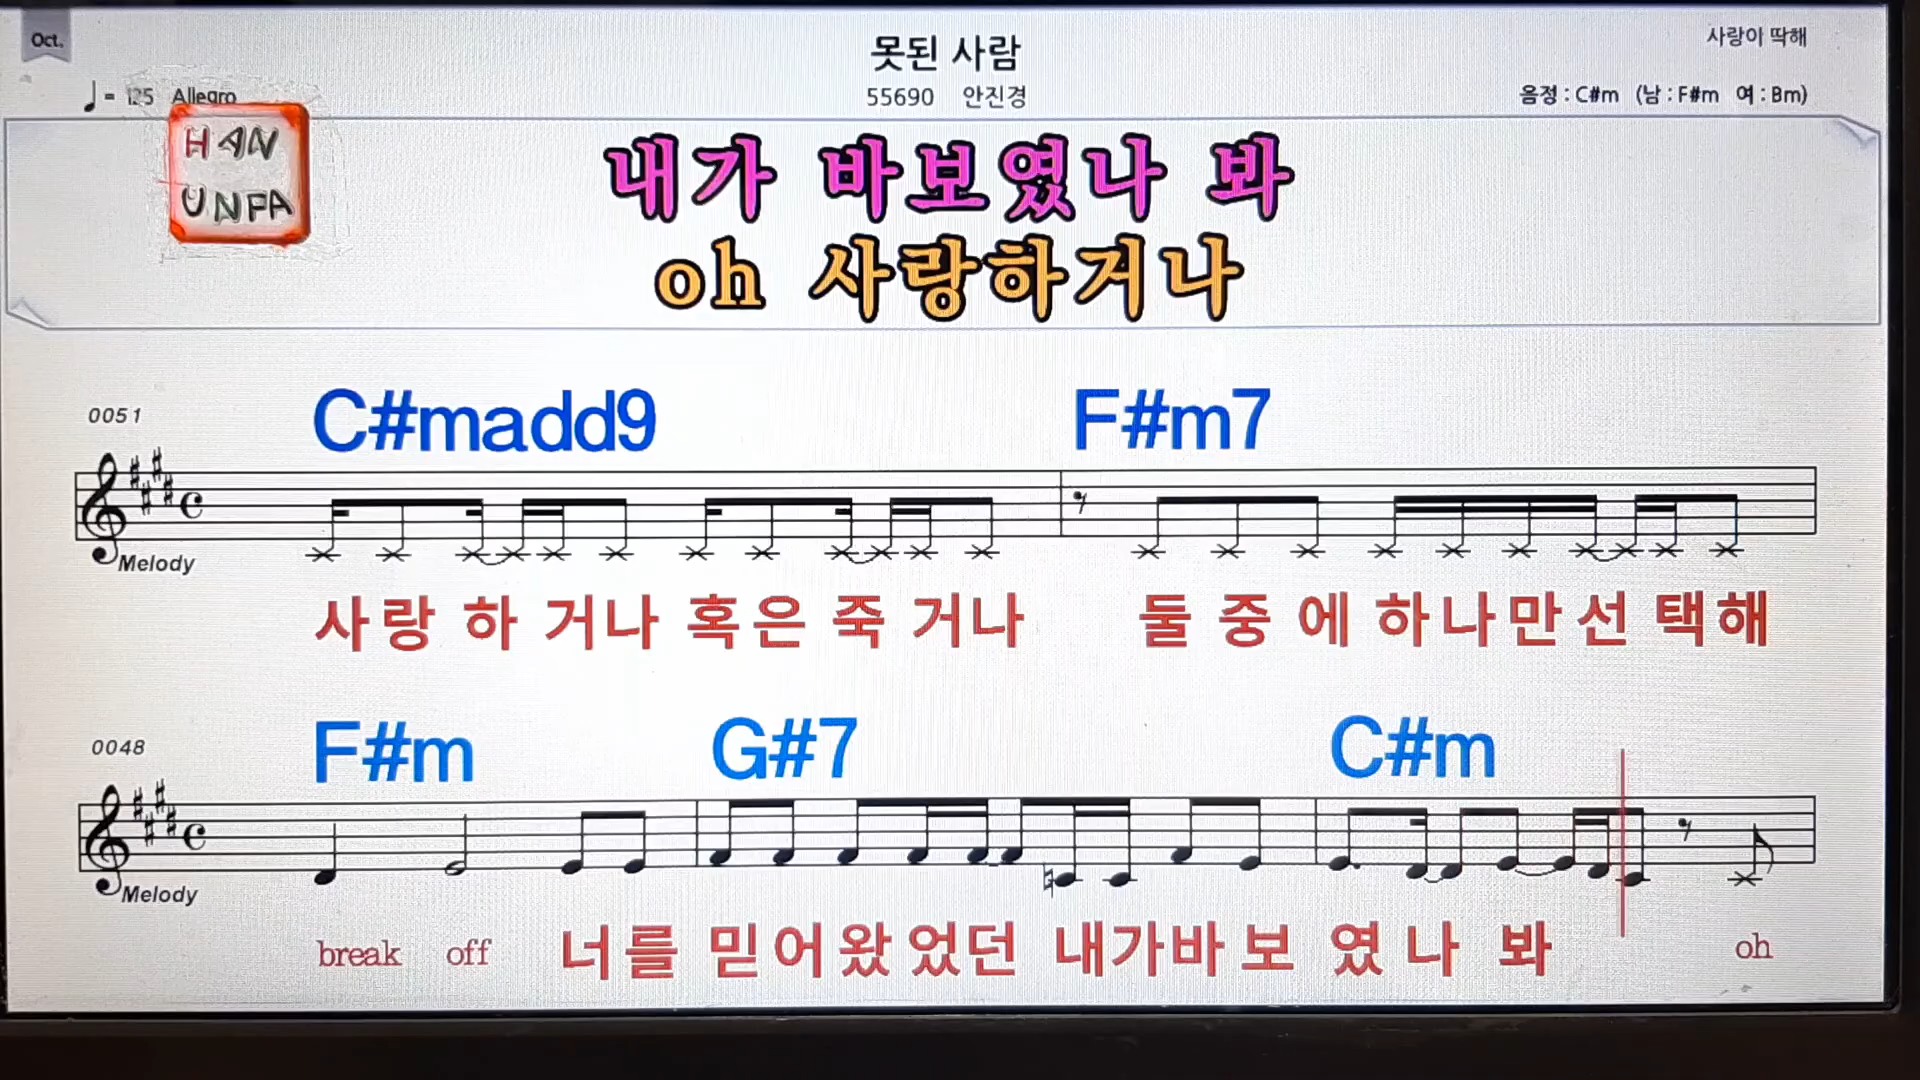 Oct.
못된 사람
사랑이 딱해
♩= 125 Allegro
55690 안진경
음정 : C#m (남 : F#m 여 : Bm)
HAN
UNPA
내가 바보였나 봐
oh 사랑하거나
0051
C#madd9 F#m7
Melody
사랑 하 거나 혹은 죽 거나 둘 중 에 하나만선 택해
0048
F#m G#7 C#m
Melody
break off 너를 믿어왔었던 내가바보 였나 봐 oh